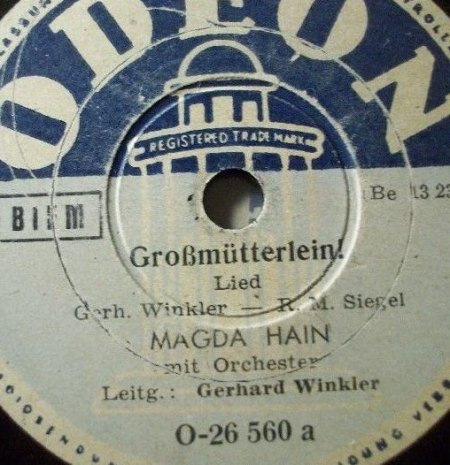 ODEON
REGISTERED TRADE MARK
BIEM
Be 13 23
Großmütterlein!
Lied
Gerh. Winkler — R. M. Siegel
MAGDA HAIN
mit Orchester
Leitg.: Gerhard Winkler
O-26 560 a